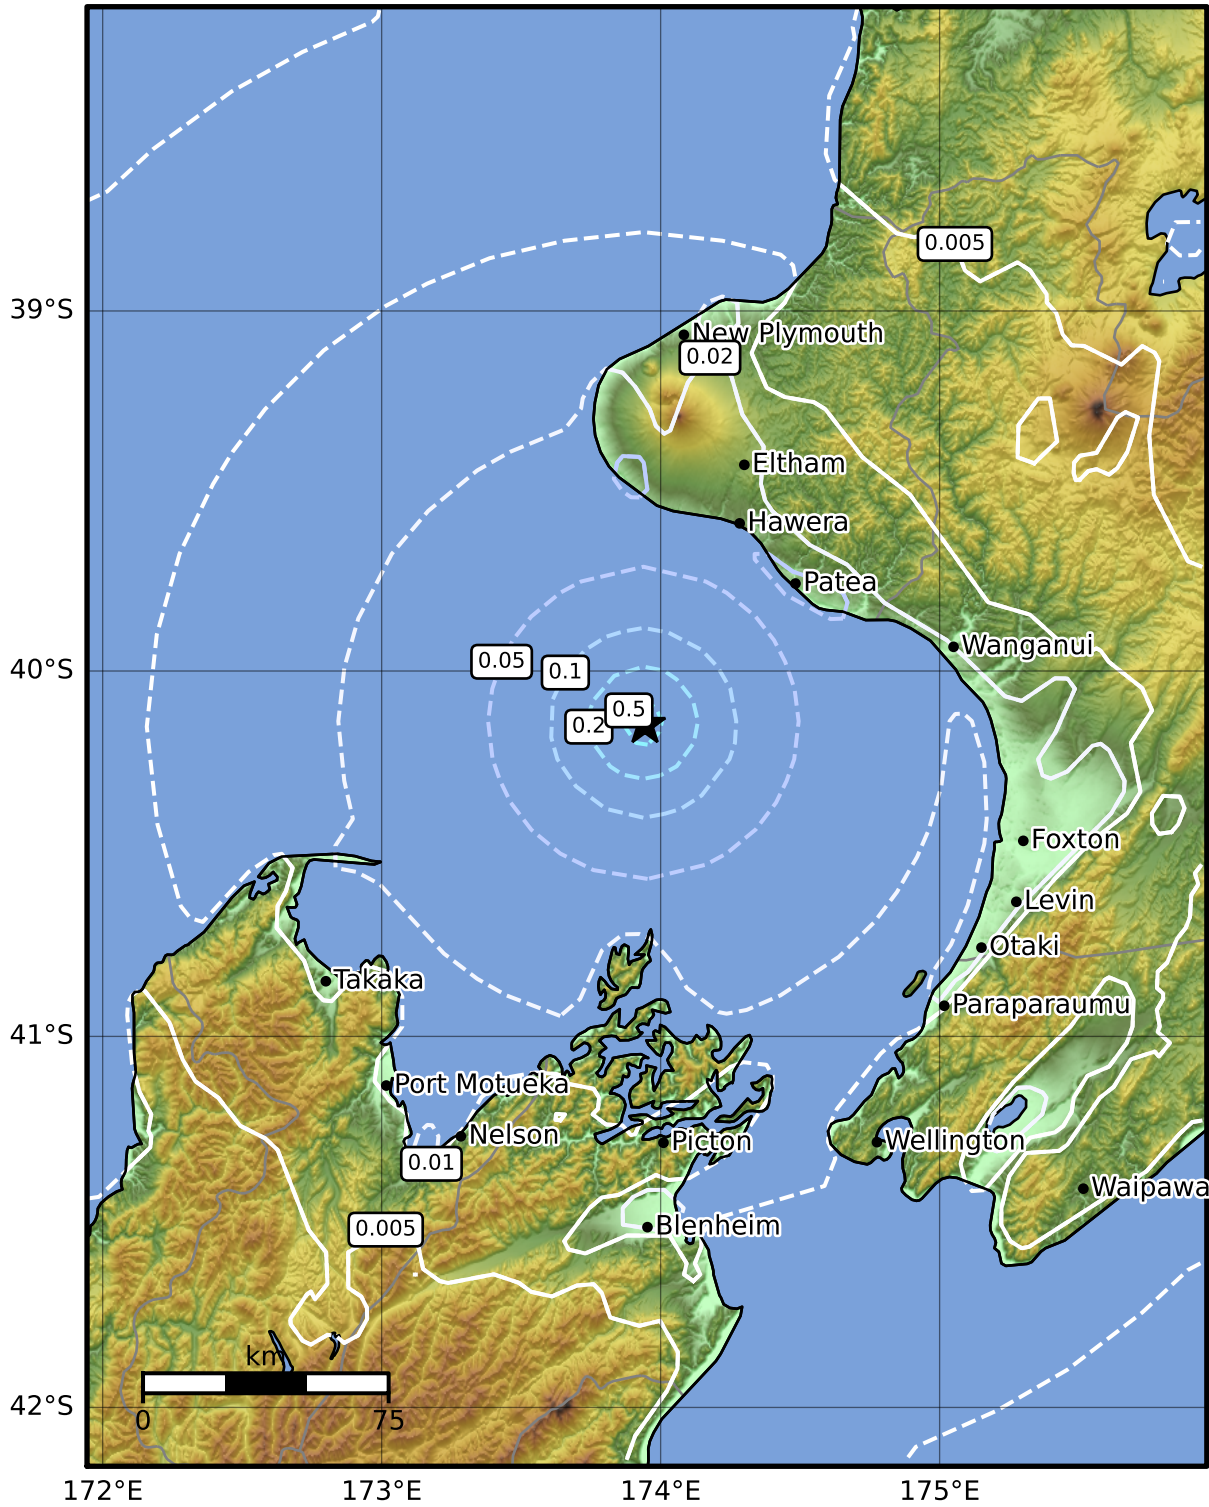 0.005
39°S
New Plymouth
0.02
Eltham
Hawera
Patea
Wanganui
0.05
0.1
40°S
0.5
0.2
Foxton
Levin
Otaki
Takaka
Paraparaumu
41°S
Port Motueka
Nelson
Picton
Wellington
0.01
Waipawa
0.005
Blenheim
km
0
75
42°S
172°E
173°E
174°E
175°E